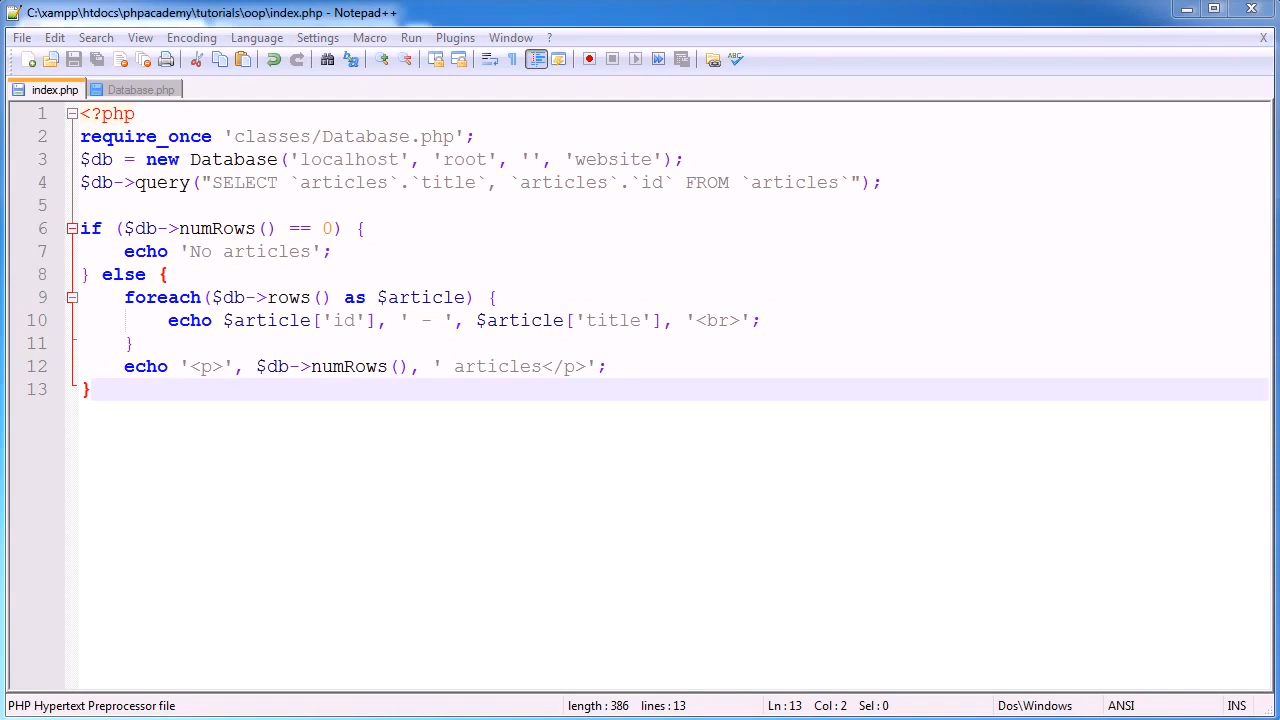 C:\xampp\htdocs\phpacademy\tutorials\oop\index.php - Notepad++
File Edit Search View Encoding Language Settings Macro Run Plugins Window ? X
index.php Database.php
1 <?php
2 require_once 'classes/Database.php';
3 $db = new Database('localhost', 'root', '', 'website');
4 $db->query("SELECT `articles`.`title`, `articles`.`id` FROM `articles`");
5
6 if ($db->numRows() == 0) {
7     echo 'No articles';
8 } else {
9     foreach($db->rows() as $article) {
10         echo $article['id'], ' - ', $article['title'], '<br>';
11     }
12     echo '<p>', $db->numRows(), ' articles</p>';
13 }
PHP Hypertext Preprocessor file length : 386 lines : 13 Ln : 13 Col : 2 Sel : 0 Dos\Windows ANSI INS